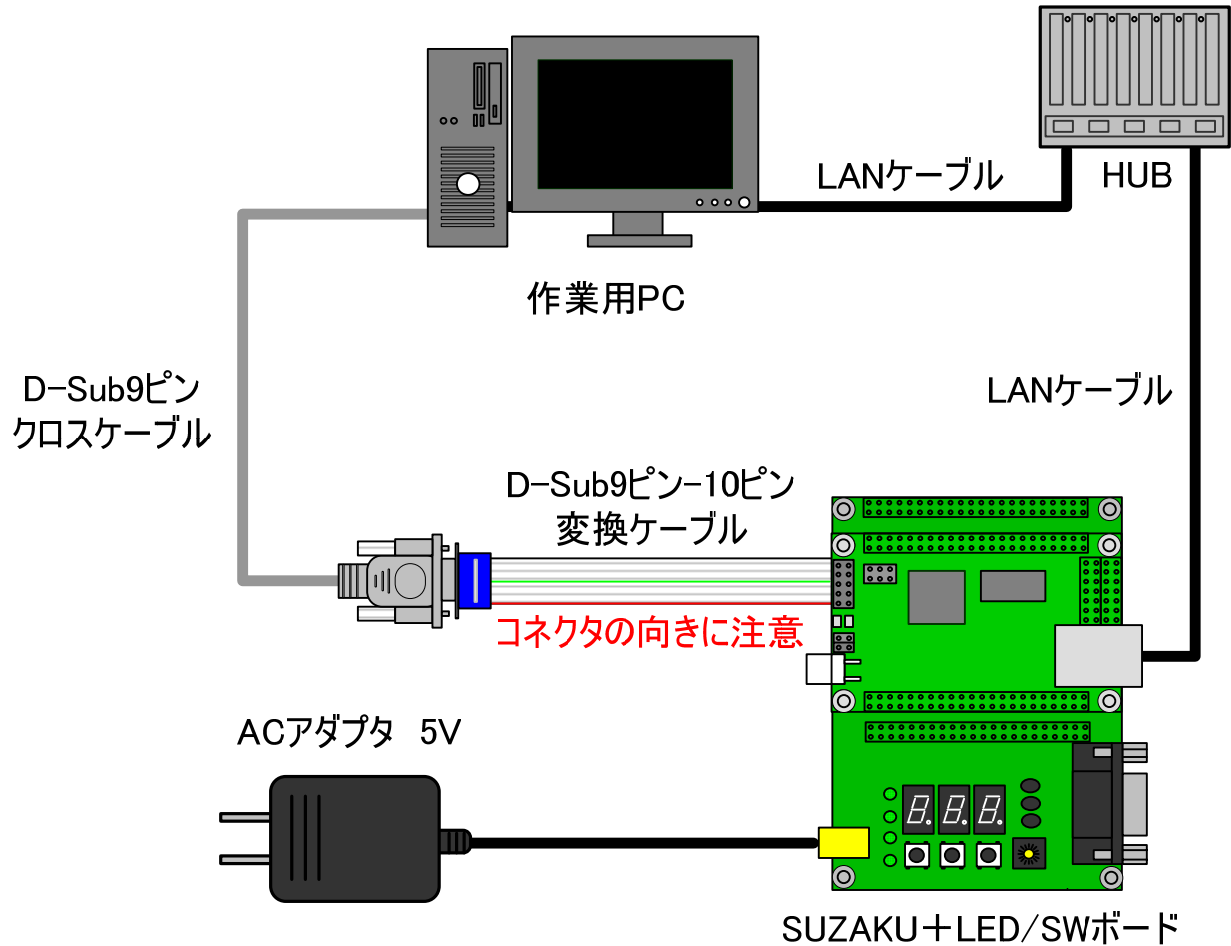 LANケーブル
HUB
作業用PC
D-Sub9ピン
クロスケーブル
LANケーブル
D-Sub9ピン-10ピン
変換ケーブル
コネクタの向きに注意
ACアダプタ　5V
8.8.8.
SUZAKU＋LED/SWボード